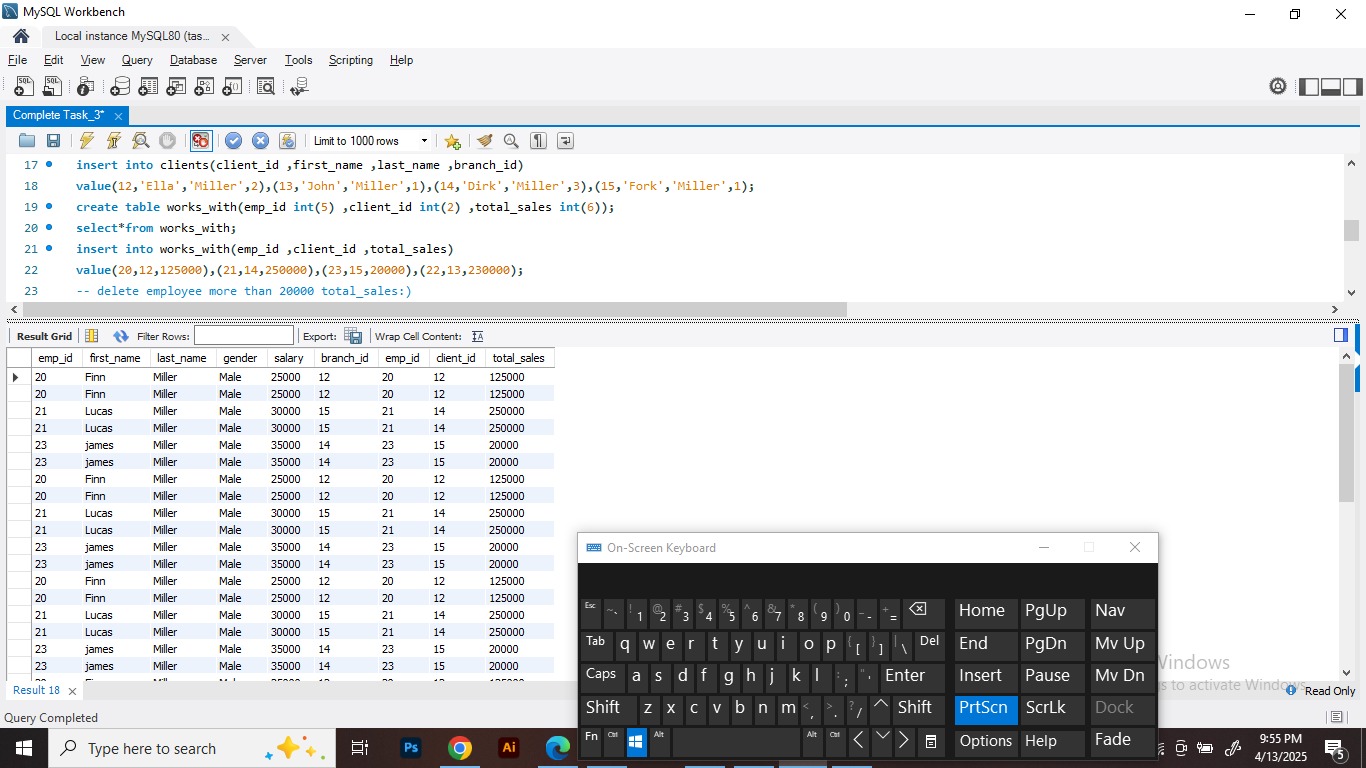 MySQL Workbench
Local instance MySQL80 (tas...
File Edit View Query Database Server Tools Scripting Help
Complete Task_3*
Limit to 1000 rows
17 insert into clients(client_id ,first_name ,last_name ,branch_id)
18 value(12,'Ella','Miller',2),(13,'John','Miller',1),(14,'Dirk','Miller',3),(15,'Fork','Miller',1);
19 create table works_with(emp_id int(5) ,client_id int(2) ,total_sales int(6));
20 select*from works_with;
21 insert into works_with(emp_id ,client_id ,total_sales)
22 value(20,12,125000),(21,14,250000),(23,15,20000),(22,13,230000);
23 -- delete employee more than 20000 total_sales:)
Result Grid Filter Rows: Export: Wrap Cell Content:
emp_id first_name last_name gender salary branch_id emp_id client_id total_sales
20 Finn Miller Male 25000 12 20 12 125000
20 Finn Miller Male 25000 12 20 12 125000
21 Lucas Miller Male 30000 15 21 14 250000
21 Lucas Miller Male 30000 15 21 14 250000
23 james Miller Male 35000 14 23 15 20000
23 james Miller Male 35000 14 23 15 20000
20 Finn Miller Male 25000 12 20 12 125000
20 Finn Miller Male 25000 12 20 12 125000
21 Lucas Miller Male 30000 15 21 14 250000
21 Lucas Miller Male 30000 15 21 14 250000
23 james Miller Male 35000 14 23 15 20000
23 james Miller Male 35000 14 23 15 20000
20 Finn Miller Male 25000 12 20 12 125000
20 Finn Miller Male 25000 12 20 12 125000
21 Lucas Miller Male 30000 15 21 14 250000
21 Lucas Miller Male 30000 15 21 14 250000
23 james Miller Male 35000 14 23 15 20000
23 james Miller Male 35000 14 23 15 20000
Result 18
Read Only
Query Completed
On-Screen Keyboard
Esc ~ ` ! 1 @ 2 # 3 $ 4 % 5 ^ 6 & 7 * 8 ( 9 ) 0 _ - + = Home PgUp Nav
Tab q w e r t y u i o p { [ } ] | \ Del End PgDn Mv Up
Caps a s d f g h j k l : ; " ' Enter Insert Pause Mv Dn
Shift z x c v b n m < , > . ? / Shift PrtScn ScrLk Dock
Fn Ctrl Alt Alt Ctrl Options Help Fade
Windows
to activate Windows
Type here to search
Ps
Ai
9:55 PM
4/13/2025
5